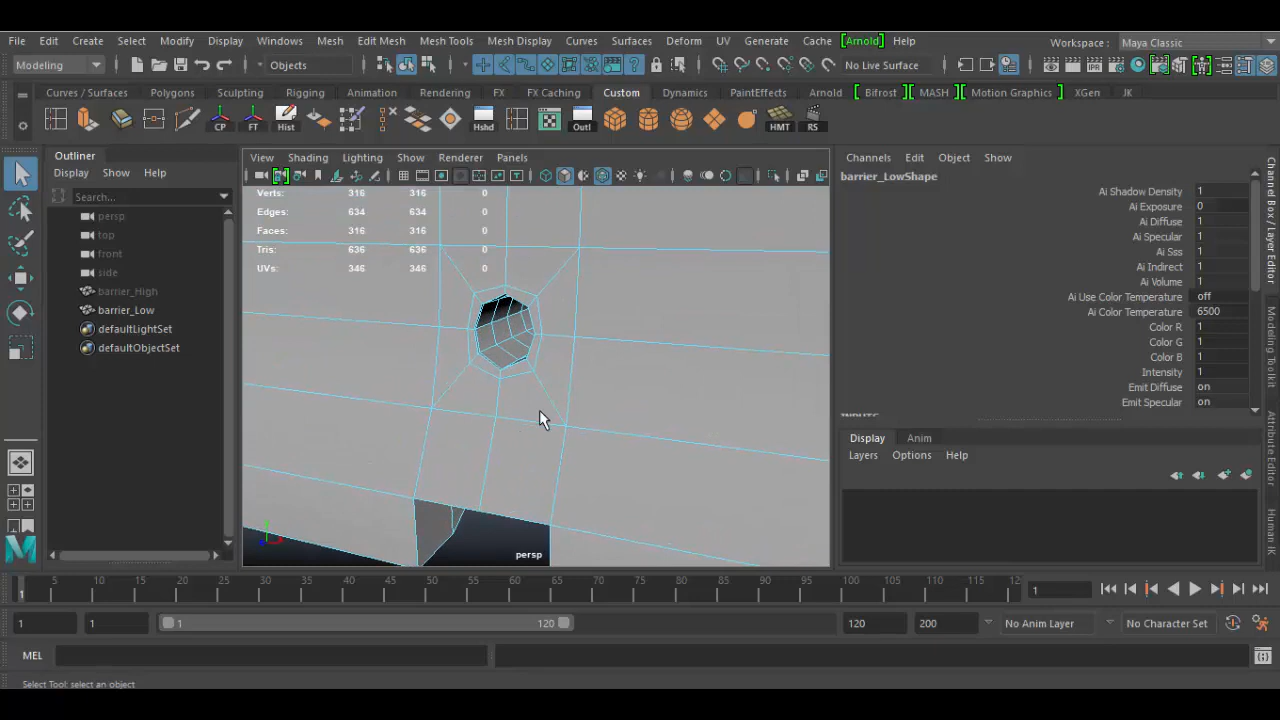 File Edit Create Select Modify Display Windows Mesh Edit Mesh Mesh Tools Mesh Display Curves Surfaces Deform UV Generate Cache [Arnold] Help Workspace : Maya Classic
Modeling Objects No Live Surface
Curves / Surfaces Polygons Sculpting Rigging Animation Rendering FX FX Caching Custom Dynamics PaintEffects Arnold Bifrost MASH Motion Graphics XGen JK
CP FT Hist Hshd Outl HMT RS
Outliner
Display Show Help
Search...
persp
top
front
side
barrier_High
barrier_Low
defaultLightSet
defaultObjectSet
View Shading Lighting Show Renderer Panels
Verts: 316 316 0
Edges: 634 634 0
Faces: 316 316 0
Tris: 636 636 0
UVs: 346 346 0
persp
Channels Edit Object Show
barrier_LowShape
Ai Shadow Density 1
Ai Exposure 0
Ai Diffuse 1
Ai Specular 1
Ai Sss 1
Ai Indirect 1
Ai Volume 1
Ai Use Color Temperature off
Ai Color Temperature 6500
Color R 1
Color G 1
Color B 1
Intensity 1
Emit Diffuse on
Emit Specular on
INPUTS
Display Anim
Layers Options Help
Channel Box / Layer Editor
Modeling Toolkit
Attribute Editor
Human IK
5 10 15 20 25 30 35 40 45 50 55 60 65 70 75 80 85 90 95 100 105 110 115 12
1 1
1 1 1 120 120 200 No Anim Layer No Character Set
MEL
Select Tool: select an object